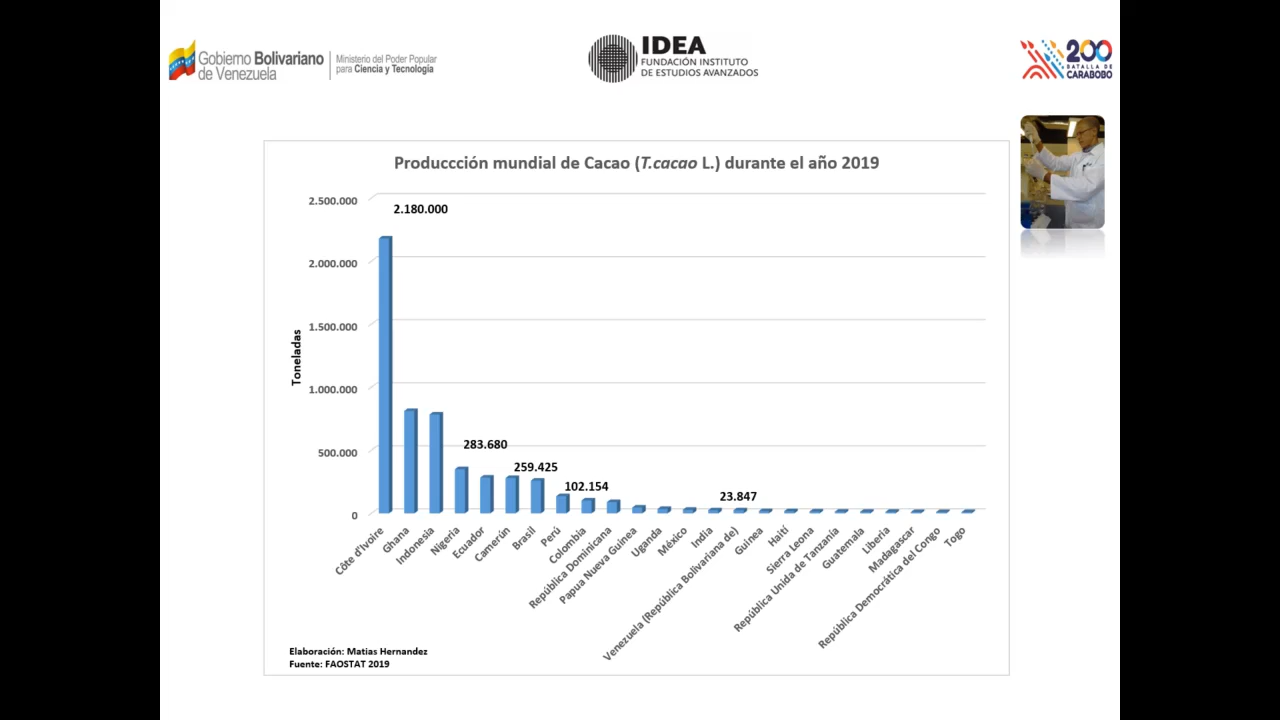 Gobierno Bolivariano
de Venezuela
Ministerio del Poder Popular
para Ciencia y Tecnología
IDEA
FUNDACIÓN INSTITUTO
DE ESTUDIOS AVANZADOS
200
BATALLA DE
CARABOBO
Produccción mundial de Cacao (T.cacao L.) durante el año 2019
Toneladas
2.500.000
2.000.000
1.500.000
1.000.000
500.000
0
2.180.000
283.680
259.425
102.154
23.847
Côte d'Ivoire
Ghana
Indonesia
Nigeria
Ecuador
Camerún
Brasil
Perú
Colombia
República Dominicana
Papua Nueva Guinea
Uganda
México
India
Venezuela (República Bolivariana de)
Guinea
Haití
Sierra Leona
República Unida de Tanzanía
Guatemala
Liberia
Madagascar
República Democrática del Congo
Togo
Elaboración: Matias Hernandez
Fuente: FAOSTAT 2019